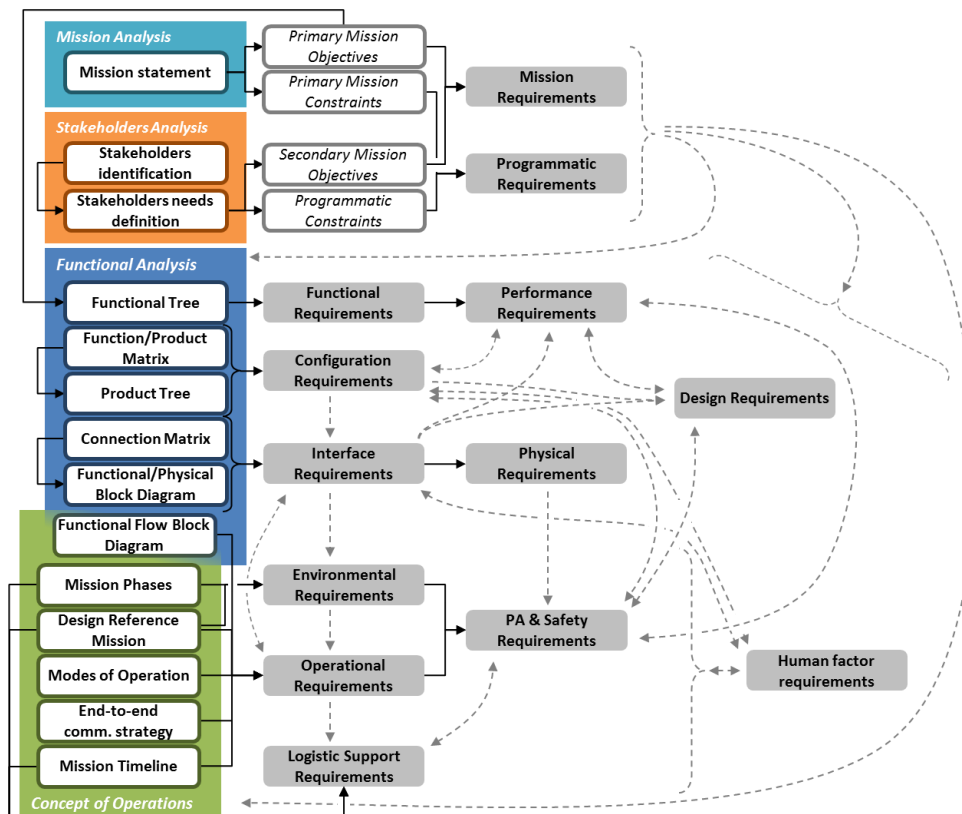 Mission Analysis
Mission statement
Primary Mission
Objectives
Primary Mission
Constraints
Mission
Requirements
Stakeholders Analysis
Stakeholders
identification
Stakeholders needs
definition
Secondary Mission
Objectives
Programmatic
Constraints
Programmatic
Requirements
Functional Analysis
Functional Tree
Functional
Requirements
Performance
Requirements
Function/Product
Matrix
Product Tree
Configuration
Requirements
Design Requirements
Connection Matrix
Functional/Physical
Block Diagram
Interface
Requirements
Physical
Requirements
Functional Flow Block
Diagram
Mission Phases
Design Reference
Mission
Environmental
Requirements
PA & Safety
Requirements
Modes of Operation
Operational
Requirements
Human factor
requirements
End-to-end
comm. strategy
Mission Timeline
Logistic Support
Requirements
Concept of Operations